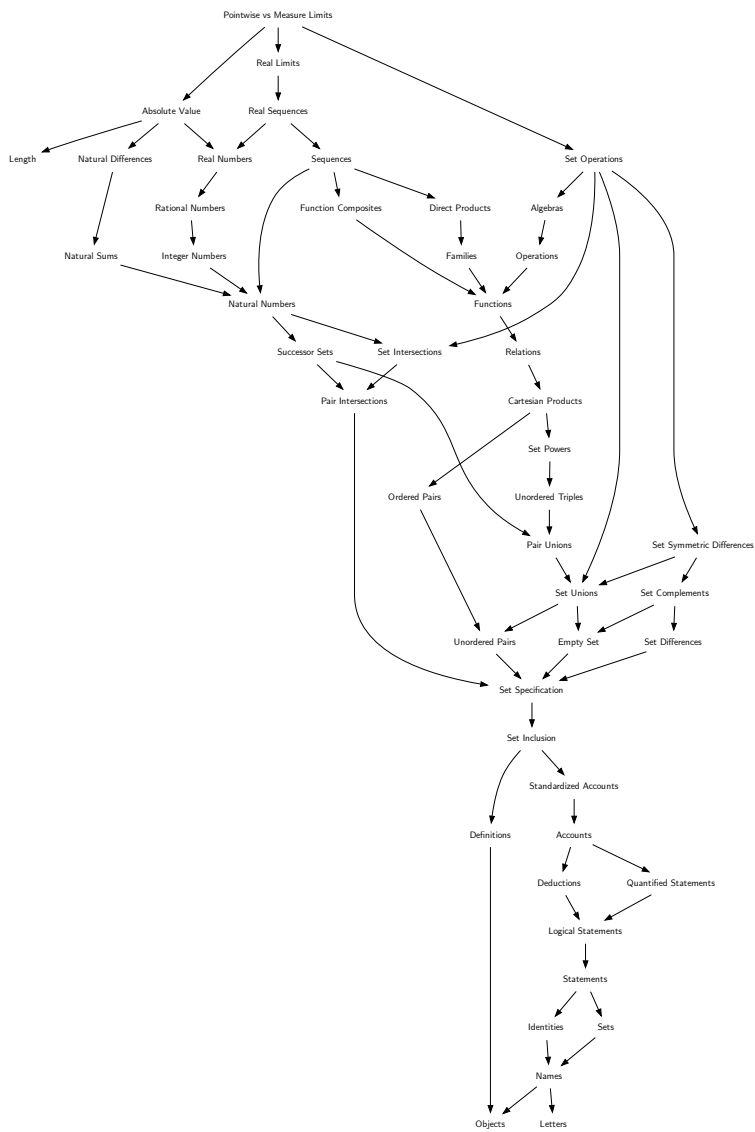 Pointwise vs Measure Limits
Real Limits
Absolute Value
Real Sequences
Length
Natural Differences
Real Numbers
Sequences
Set Operations
Rational Numbers
Function Composites
Direct Products
Algebras
Natural Sums
Integer Numbers
Families
Operations
Natural Numbers
Functions
Successor Sets
Set Intersections
Relations
Pair Intersections
Cartesian Products
Set Powers
Ordered Pairs
Unordered Triples
Pair Unions
Set Symmetric Differences
Set Unions
Set Complements
Unordered Pairs
Empty Set
Set Differences
Set Specification
Set Inclusion
Standardized Accounts
Definitions
Accounts
Deductions
Quantified Statements
Logical Statements
Statements
Identities
Sets
Names
Objects
Letters